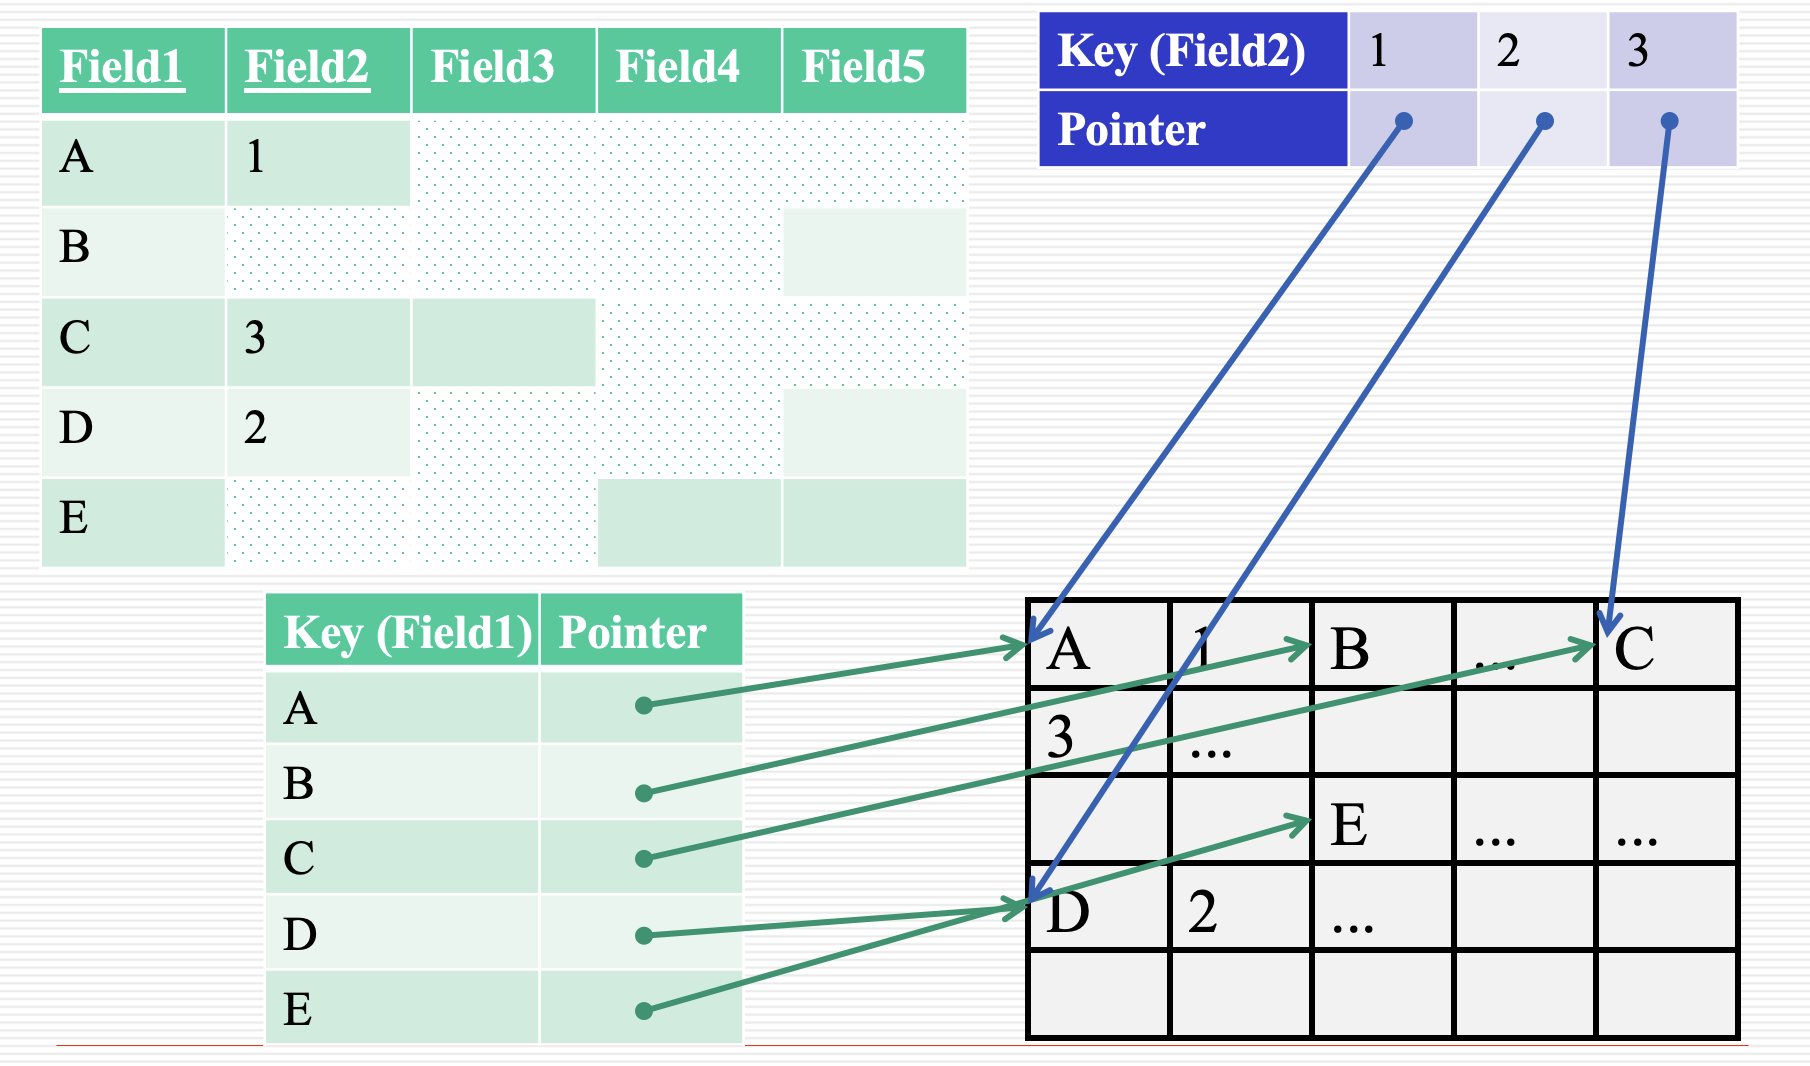 Field1 Field2 Field3 Field4 Field5
A 1
B
C 3
D 2
E
Key (Field2) 1 2 3
Pointer
Key (Field1) Pointer
A
B
C
D
E
A 1 B ... C
3 ...
E ... ...
D 2 ...